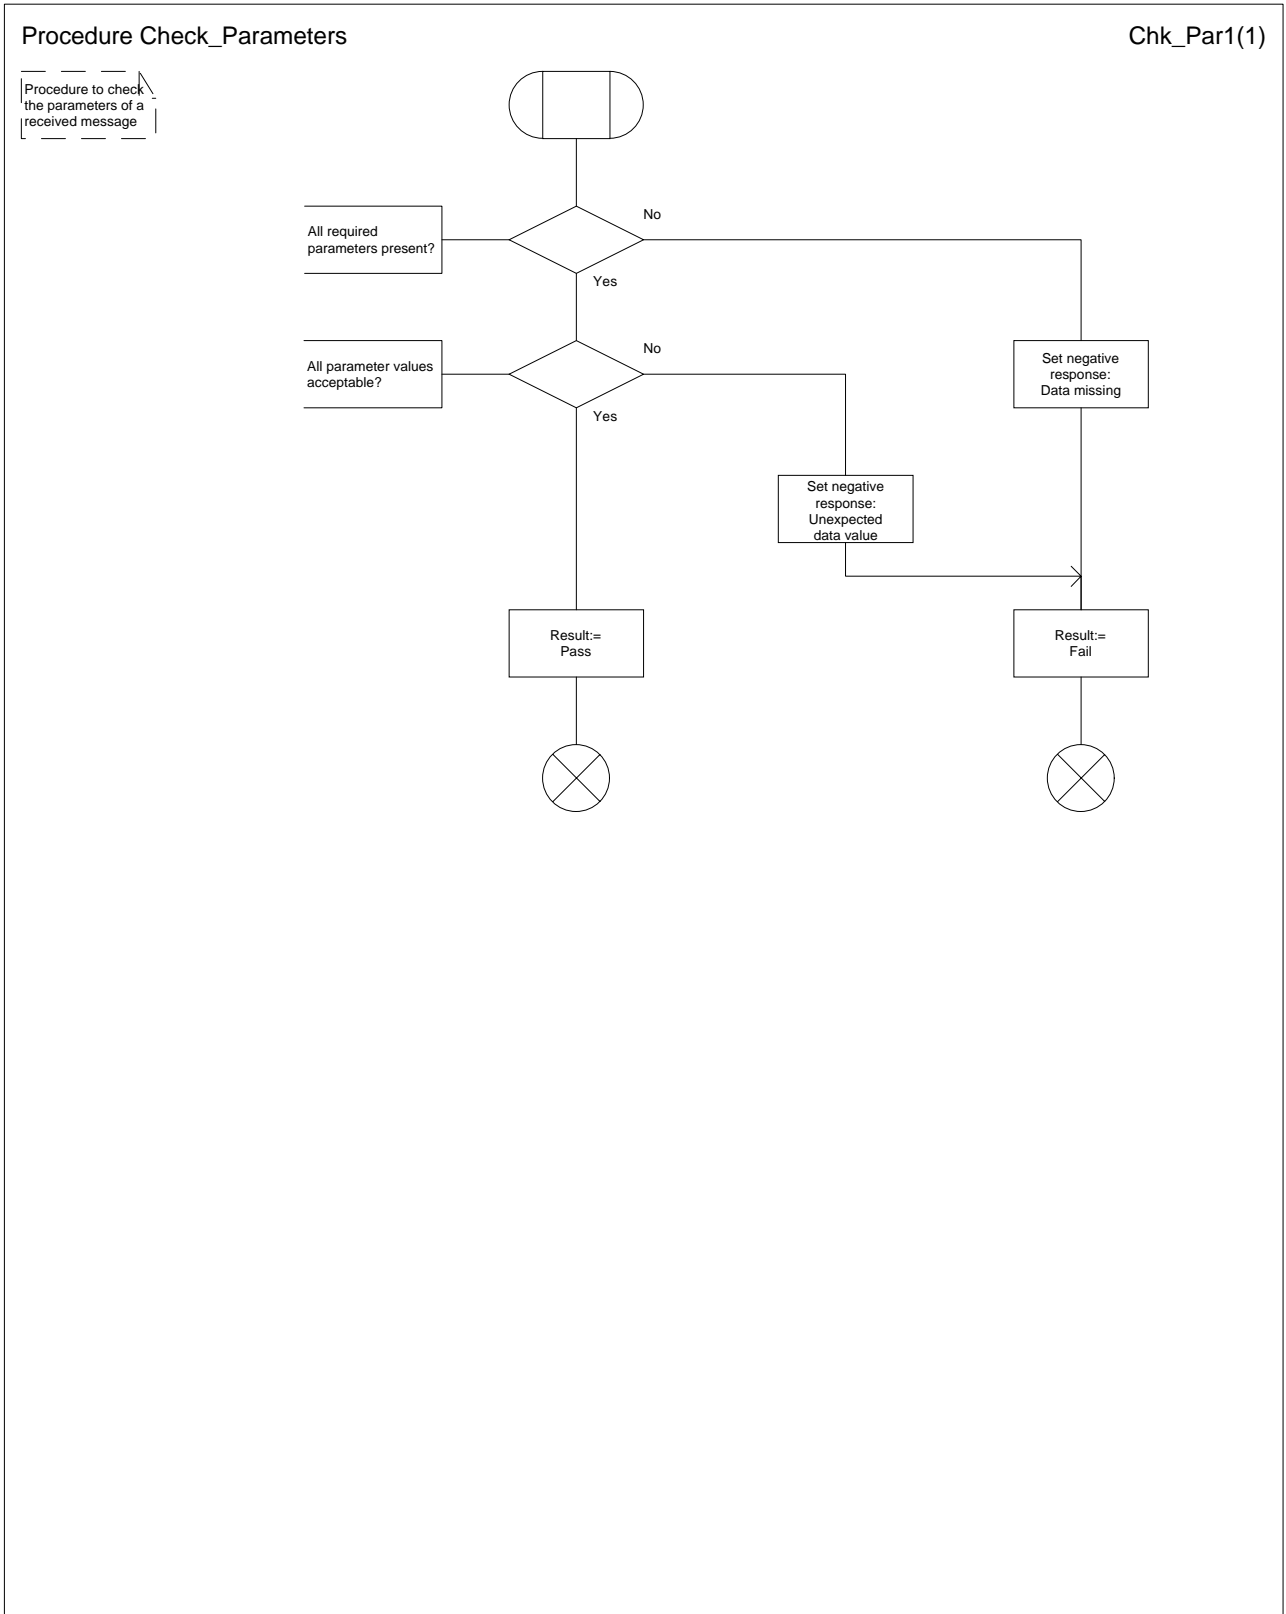 Procedure Check_Parameters
Chk_Par1(1)
Procedure to check
the parameters of a
received message
All required
parameters present?
No
Yes
All parameter values
acceptable?
No
Yes
Set negative
response:
Data missing
Set negative
response:
Unexpected
data value
Result:=
Pass
Result:=
Fail